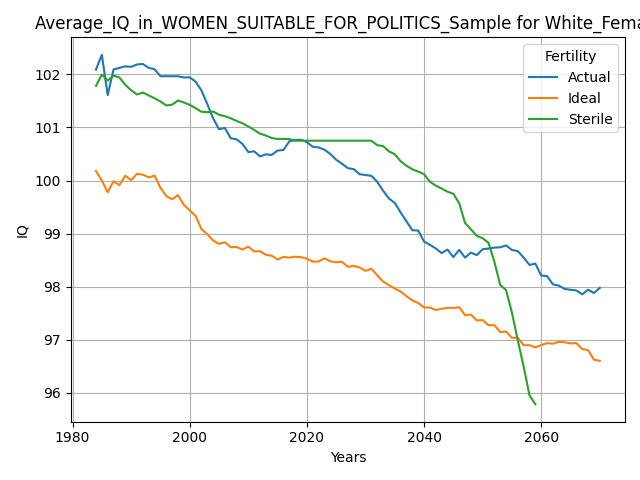 Average_IQ_in_WOMEN_SUITABLE_FOR_POLITICS_Sample for White_Fema
Fertility
Actual
Ideal
Sterile
102
101
100
99
98
97
96
IQ
1980
2000
2020
2040
2060
Years